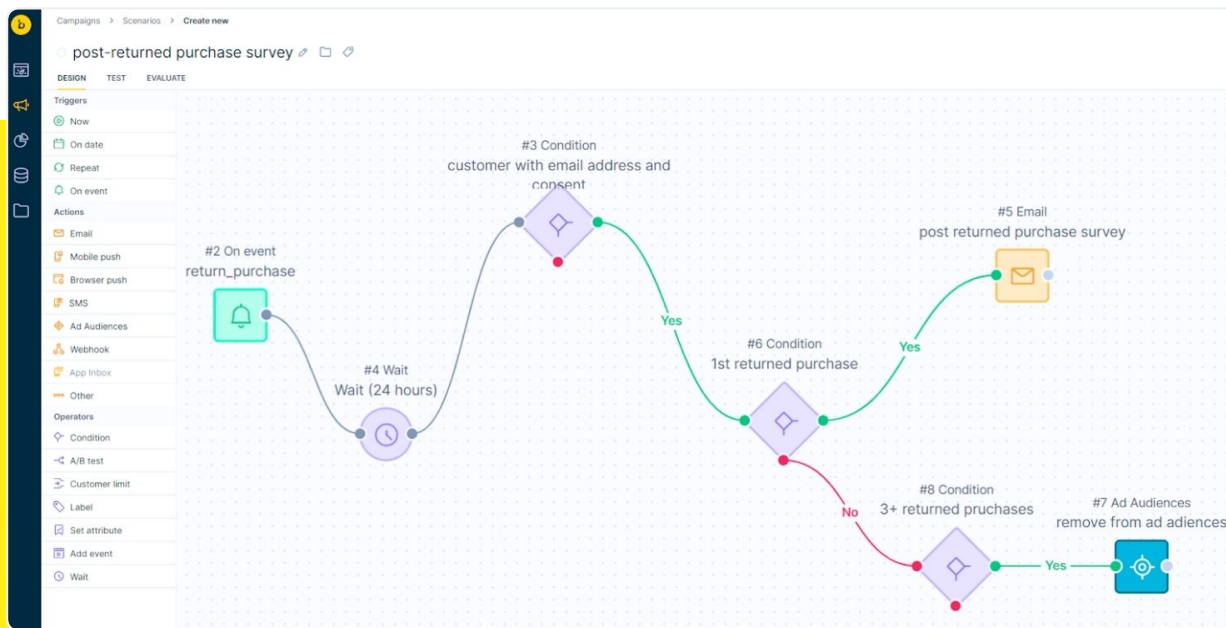 b
Campaigns > Scenarios > Create new
post-returned purchase survey
DESIGN TEST EVALUATE
Triggers
Now
On date
Repeat
On event
Actions
Email
Mobile push
Browser push
SMS
Ad Audiences
Webhook
App Inbox
Other
Operators
Condition
A/B test
Customer limit
Label
Set attribute
Add event
Wait
#2 On event
return_purchase
#4 Wait
Wait (24 hours)
#3 Condition
customer with email address and
consent
Yes
#6 Condition
1st returned purchase
Yes
#5 Email
post returned purchase survey
No
#8 Condition
3+ returned pruchases
Yes
#7 Ad Audiences
remove from ad adiences